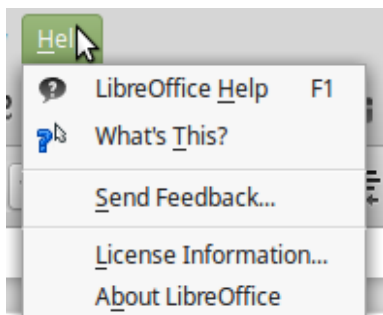 Hel
LibreOffice Help F1
What's This?
Send Feedback...
License Information...
About LibreOffice